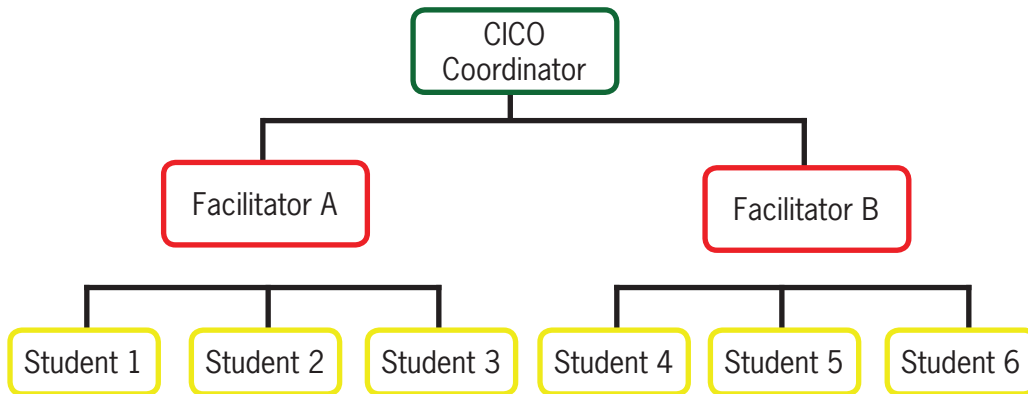 CICO
Coordinator
Facilitator A
Facilitator B
Student 1
Student 2
Student 3
Student 4
Student 5
Student 6